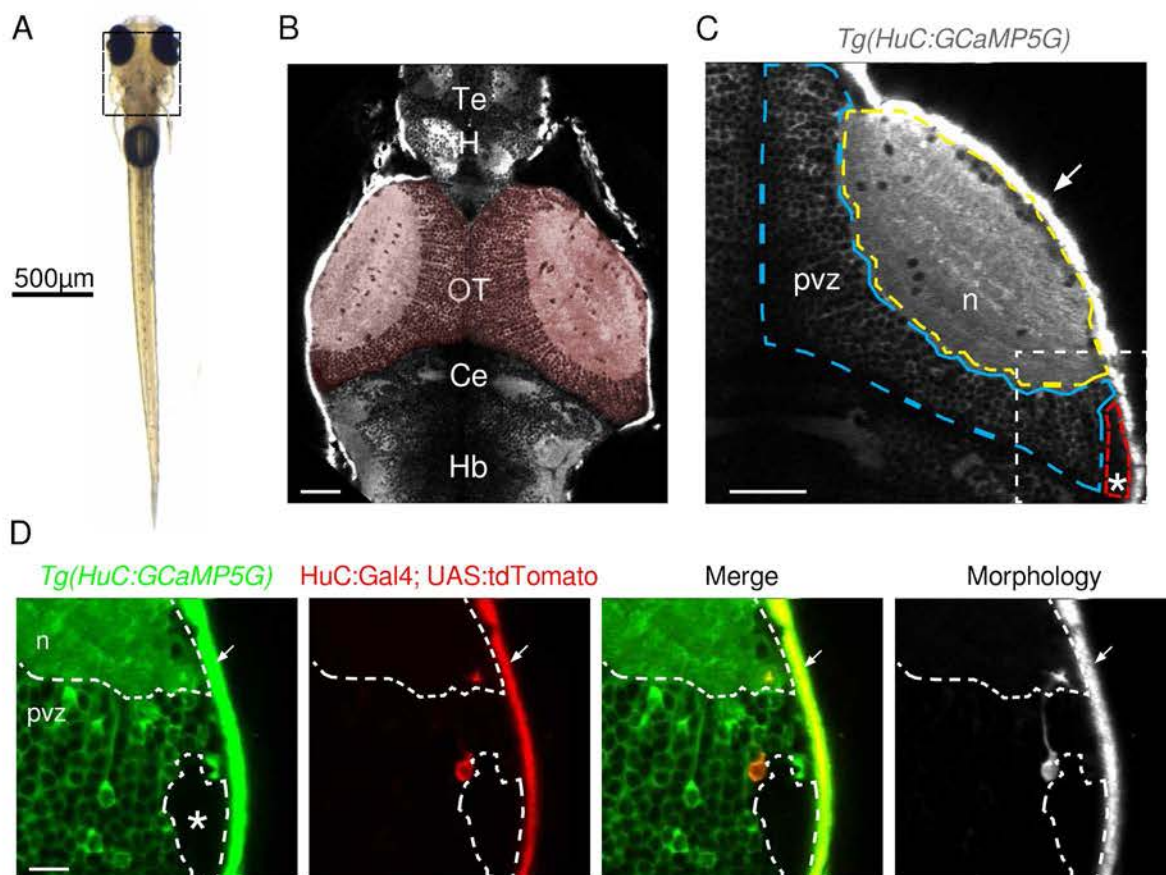 A
500µm
B
Te
H
OT
Ce
Hb
C
Tg(HuC:GCaMP5G)
pvz
n
*
D
Tg(HuC:GCaMP5G)
HuC:Gal4; UAS:tdTomato
Merge
Morphology
n
pvz
*